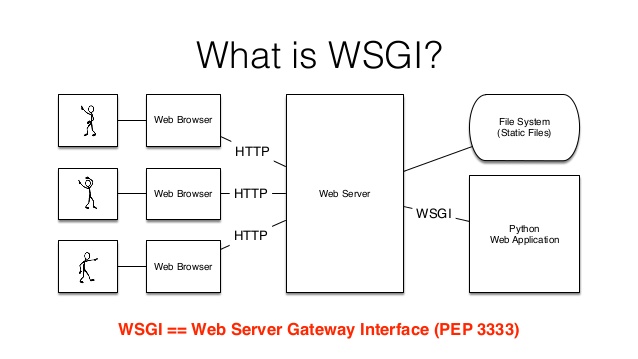 What is WSGI?
Web Browser
HTTP
Web Browser
HTTP
Web Browser
HTTP
Web Server
File System
(Static Files)
WSGI
Python
Web Application
WSGI == Web Server Gateway Interface (PEP 3333)